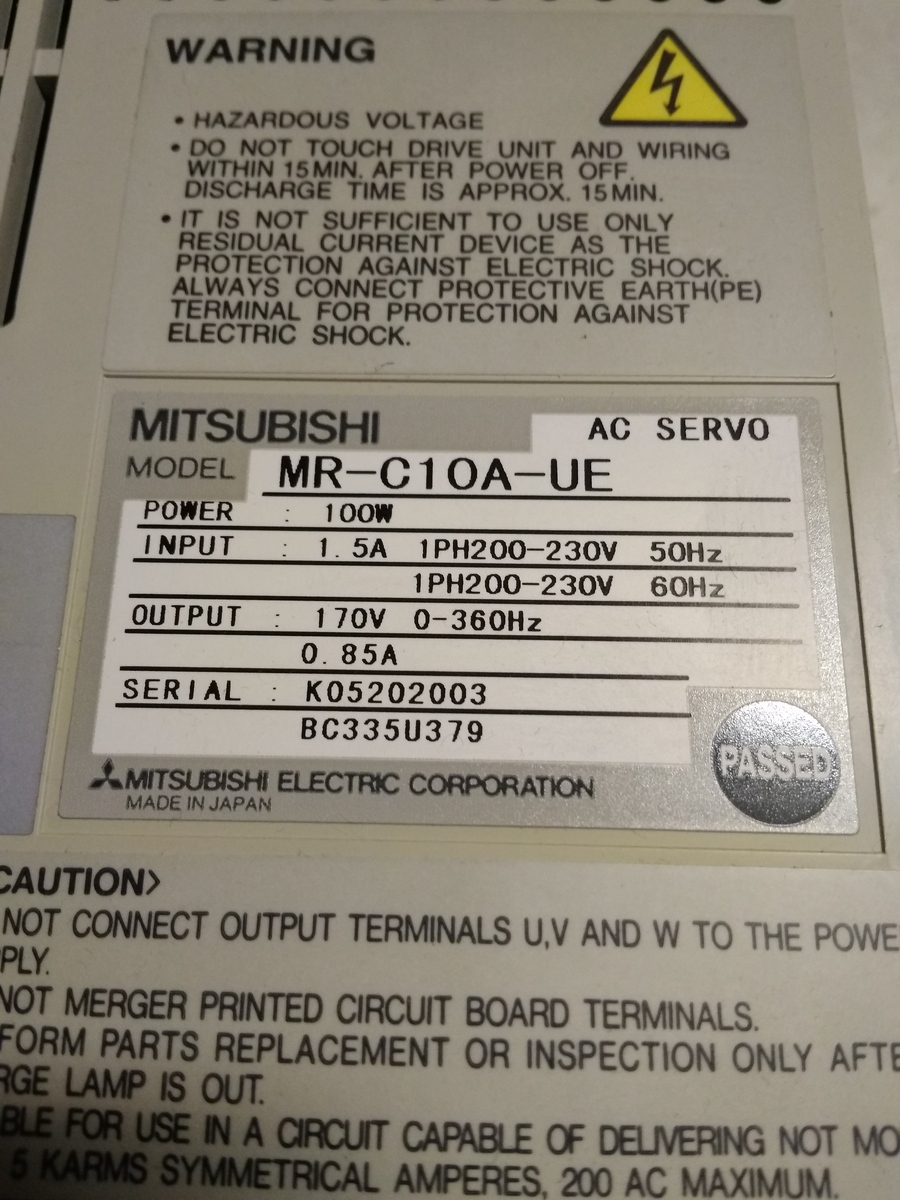 WARNING
• HAZARDOUS VOLTAGE
• DO NOT TOUCH DRIVE UNIT AND WIRING
WITHIN 15MIN. AFTER POWER OFF.
DISCHARGE TIME IS APPROX. 15MIN.
• IT IS NOT SUFFICIENT TO USE ONLY
RESIDUAL CURRENT DEVICE AS THE
PROTECTION AGAINST ELECTRIC SHOCK.
ALWAYS CONNECT PROTECTIVE EARTH(PE)
TERMINAL FOR PROTECTION AGAINST
ELECTRIC SHOCK.
MITSUBISHI AC SERVO
MODEL MR-C10A-UE
POWER : 100W
INPUT : 1.5A 1PH200-230V 50Hz
1PH200-230V 60Hz
OUTPUT : 170V 0-360Hz
0.85A
SERIAL : K05202003
BC335U379
PASSED
MITSUBISHI ELECTRIC CORPORATION
MADE IN JAPAN
CAUTION>
NOT CONNECT OUTPUT TERMINALS U,V AND W TO THE POWE
PLY.
NOT MERGER PRINTED CIRCUIT BOARD TERMINALS.
FORM PARTS REPLACEMENT OR INSPECTION ONLY AFTE
RGE LAMP IS OUT.
BLE FOR USE IN A CIRCUIT CAPABLE OF DELIVERING NOT MO
5 KARMS SYMMETRICAL AMPERES, 200 AC MAXIMUM.